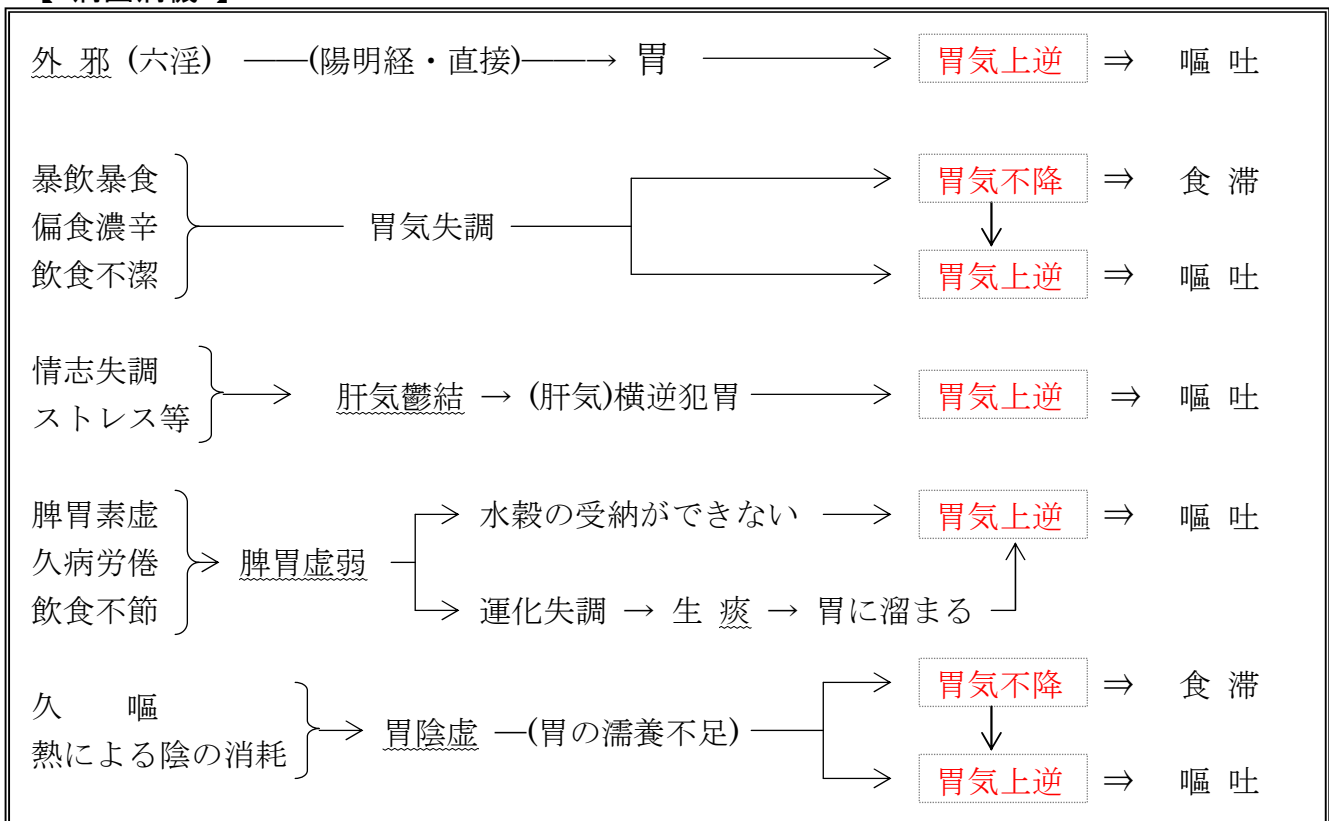 外 邪 (六淫) ——(陽明経・直接)——→ 胃 ——→ 胃気上逆 ⇒ 嘔 吐
暴飲暴食
偏食濃辛
飲食不潔
胃気失調
胃気不降 ⇒ 食 滞
胃気上逆 ⇒ 嘔 吐
情志失調
ストレス等
肝気鬱結 → (肝気)横逆犯胃 ——→ 胃気上逆 ⇒ 嘔 吐
脾胃素虚
久病労倦
飲食不節
脾胃虚弱
水穀の受納ができない ——→ 胃気上逆 ⇒ 嘔 吐
運化失調 → 生 痰 → 胃に溜まる
久 嘔
熱による陰の消耗
胃陰虚 —(胃の濡養不足)
胃気不降 ⇒ 食 滞
胃気上逆 ⇒ 嘔 吐